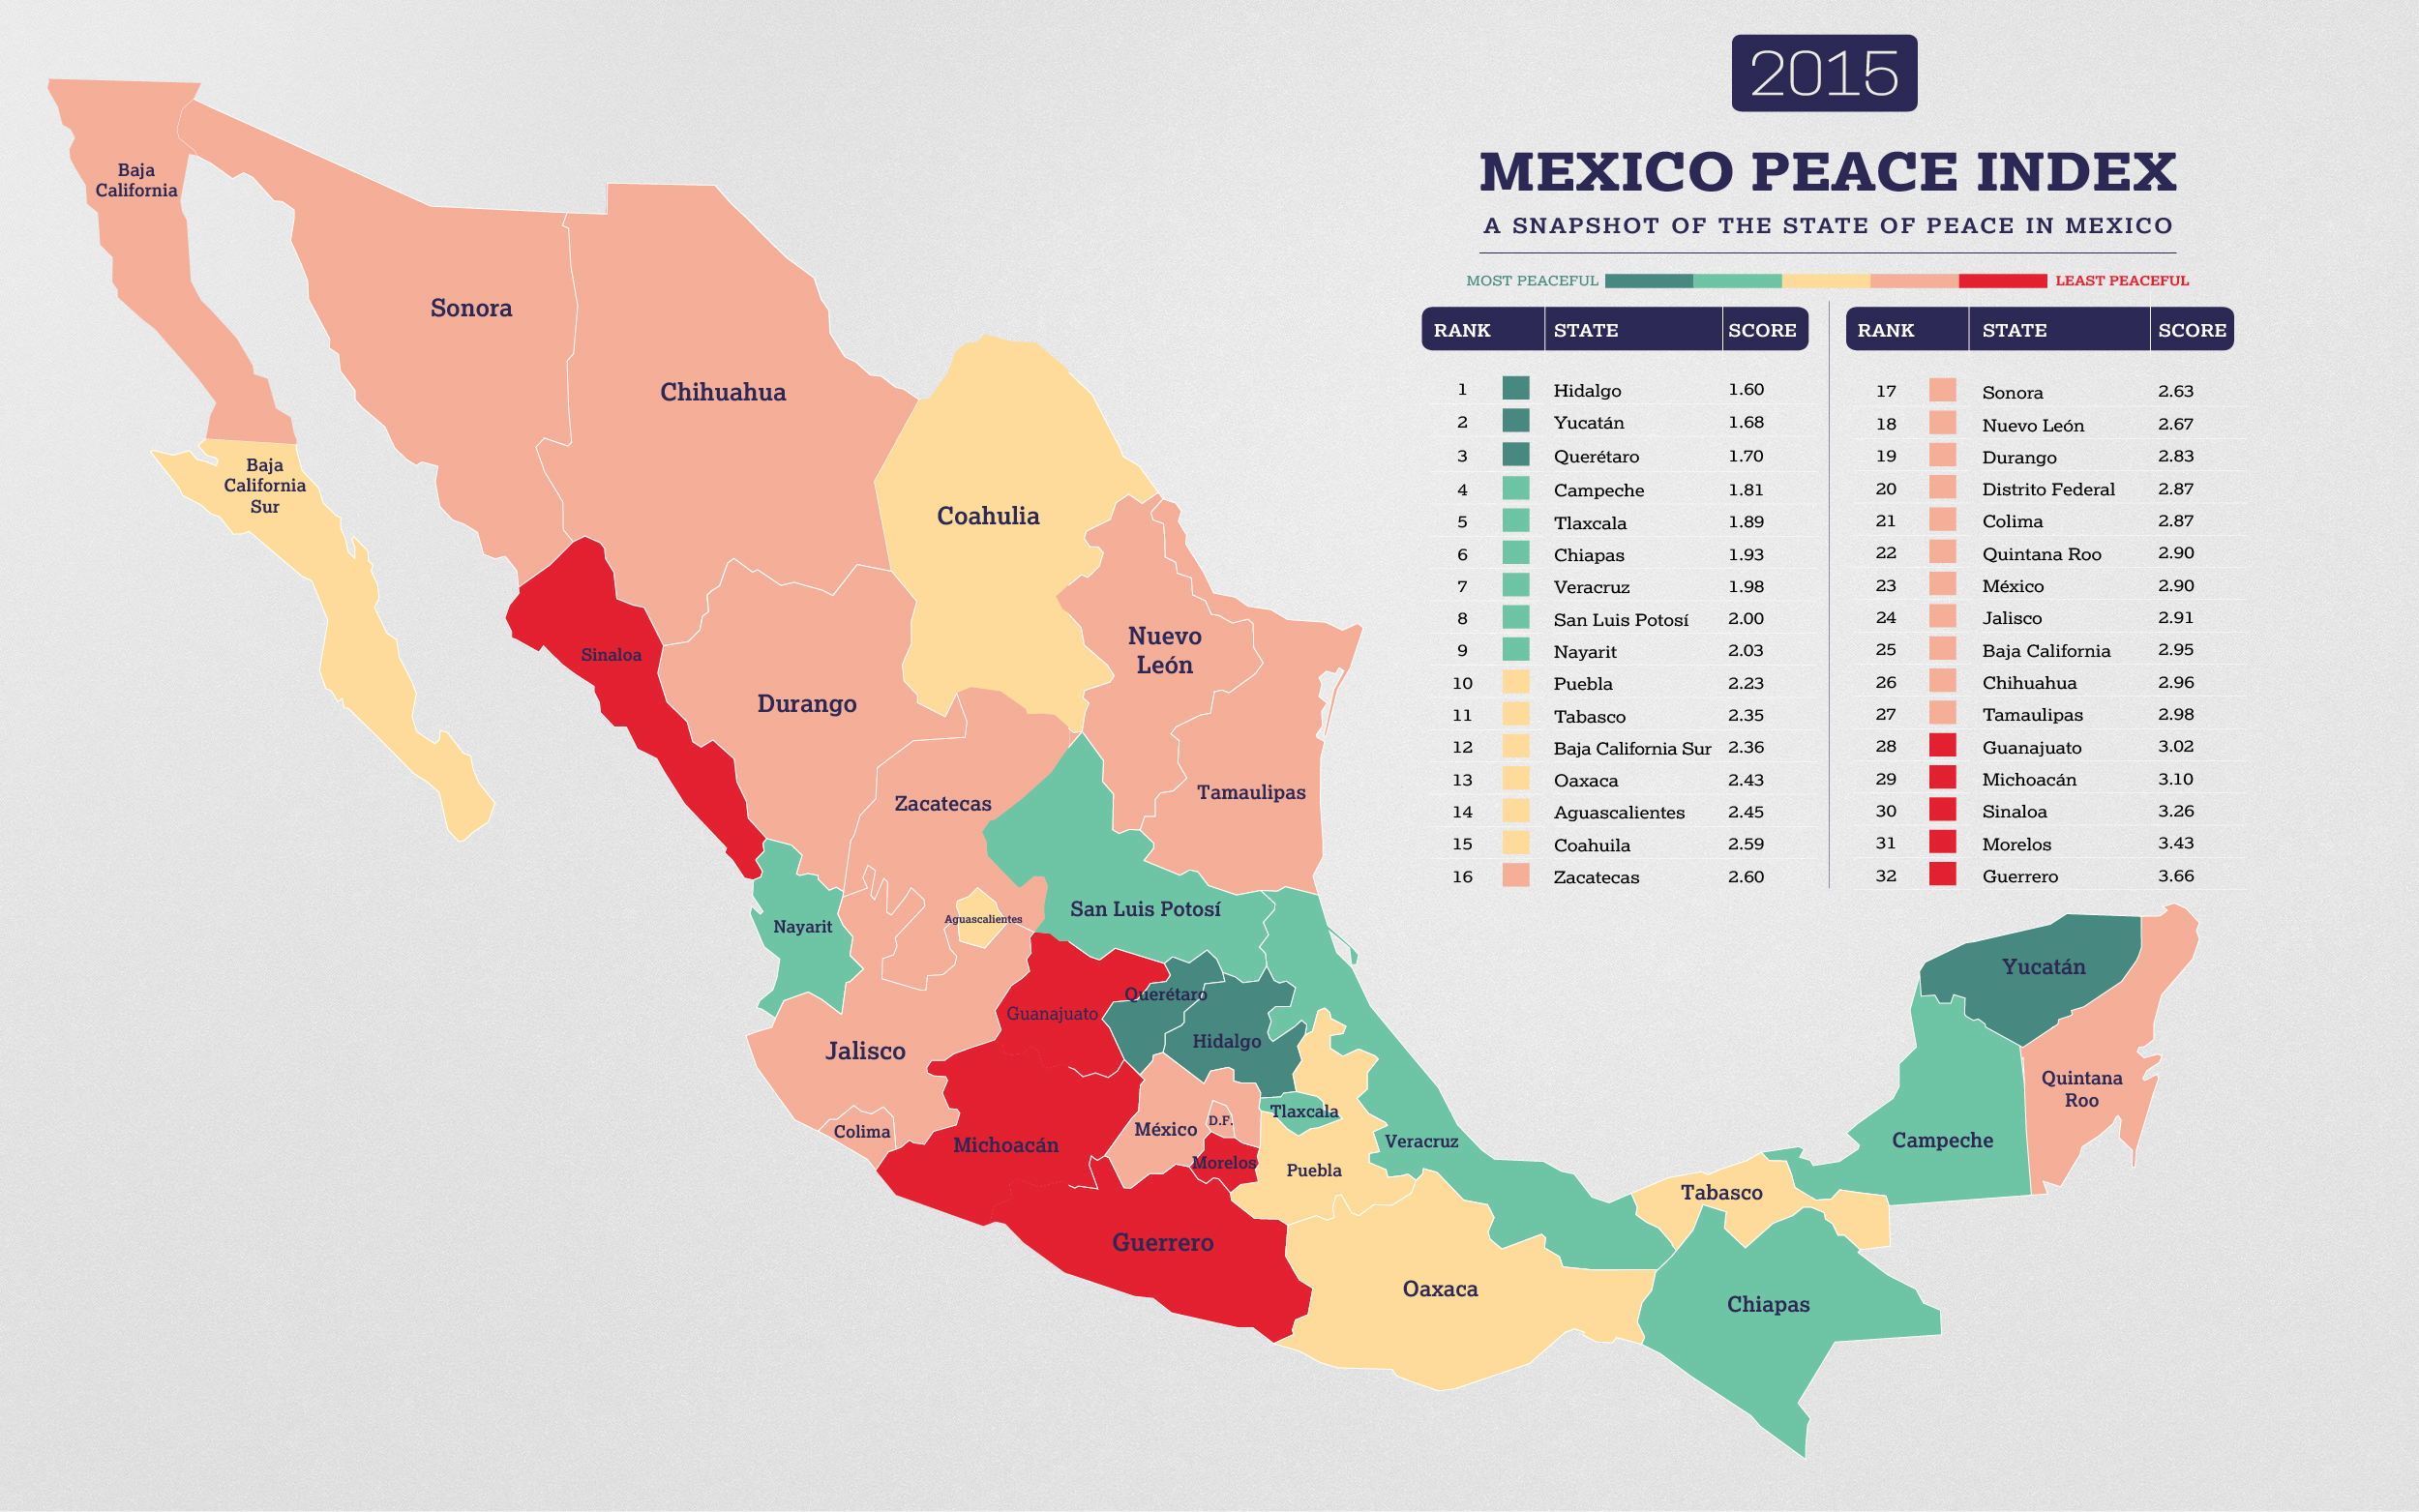 2015
MEXICO PEACE INDEX
A SNAPSHOT OF THE STATE OF PEACE IN MEXICO
MOST PEACEFUL LEAST PEACEFUL
RANK STATE SCORE
1 Hidalgo 1.60
2 Yucatán 1.68
3 Querétaro 1.70
4 Campeche 1.81
5 Tlaxcala 1.89
6 Chiapas 1.93
7 Veracruz 1.98
8 San Luis Potosí 2.00
9 Nayarit 2.03
10 Puebla 2.23
11 Tabasco 2.35
12 Baja California Sur 2.36
13 Oaxaca 2.43
14 Aguascalientes 2.45
15 Coahuila 2.59
16 Zacatecas 2.60
RANK STATE SCORE
17 Sonora 2.63
18 Nuevo León 2.67
19 Durango 2.83
20 Distrito Federal 2.87
21 Colima 2.87
22 Quintana Roo 2.90
23 México 2.90
24 Jalisco 2.91
25 Baja California 2.95
26 Chihuahua 2.96
27 Tamaulipas 2.98
28 Guanajuato 3.02
29 Michoacán 3.10
30 Sinaloa 3.26
31 Morelos 3.43
32 Guerrero 3.66
Baja
California
Sonora
Chihuahua
Baja
California
Sur
Coahulia
Nuevo
León
Sinaloa
Durango
Tamaulipas
Zacatecas
San Luis Potosí
Aguascalientes
Nayarit
Yucatán
Querétaro
Guanajuato
Hidalgo
Jalisco
Quintana
Roo
Tlaxcala
D.F.
México
Colima
Campeche
Veracruz
Michoacán
Morelos
Puebla
Tabasco
Guerrero
Oaxaca
Chiapas